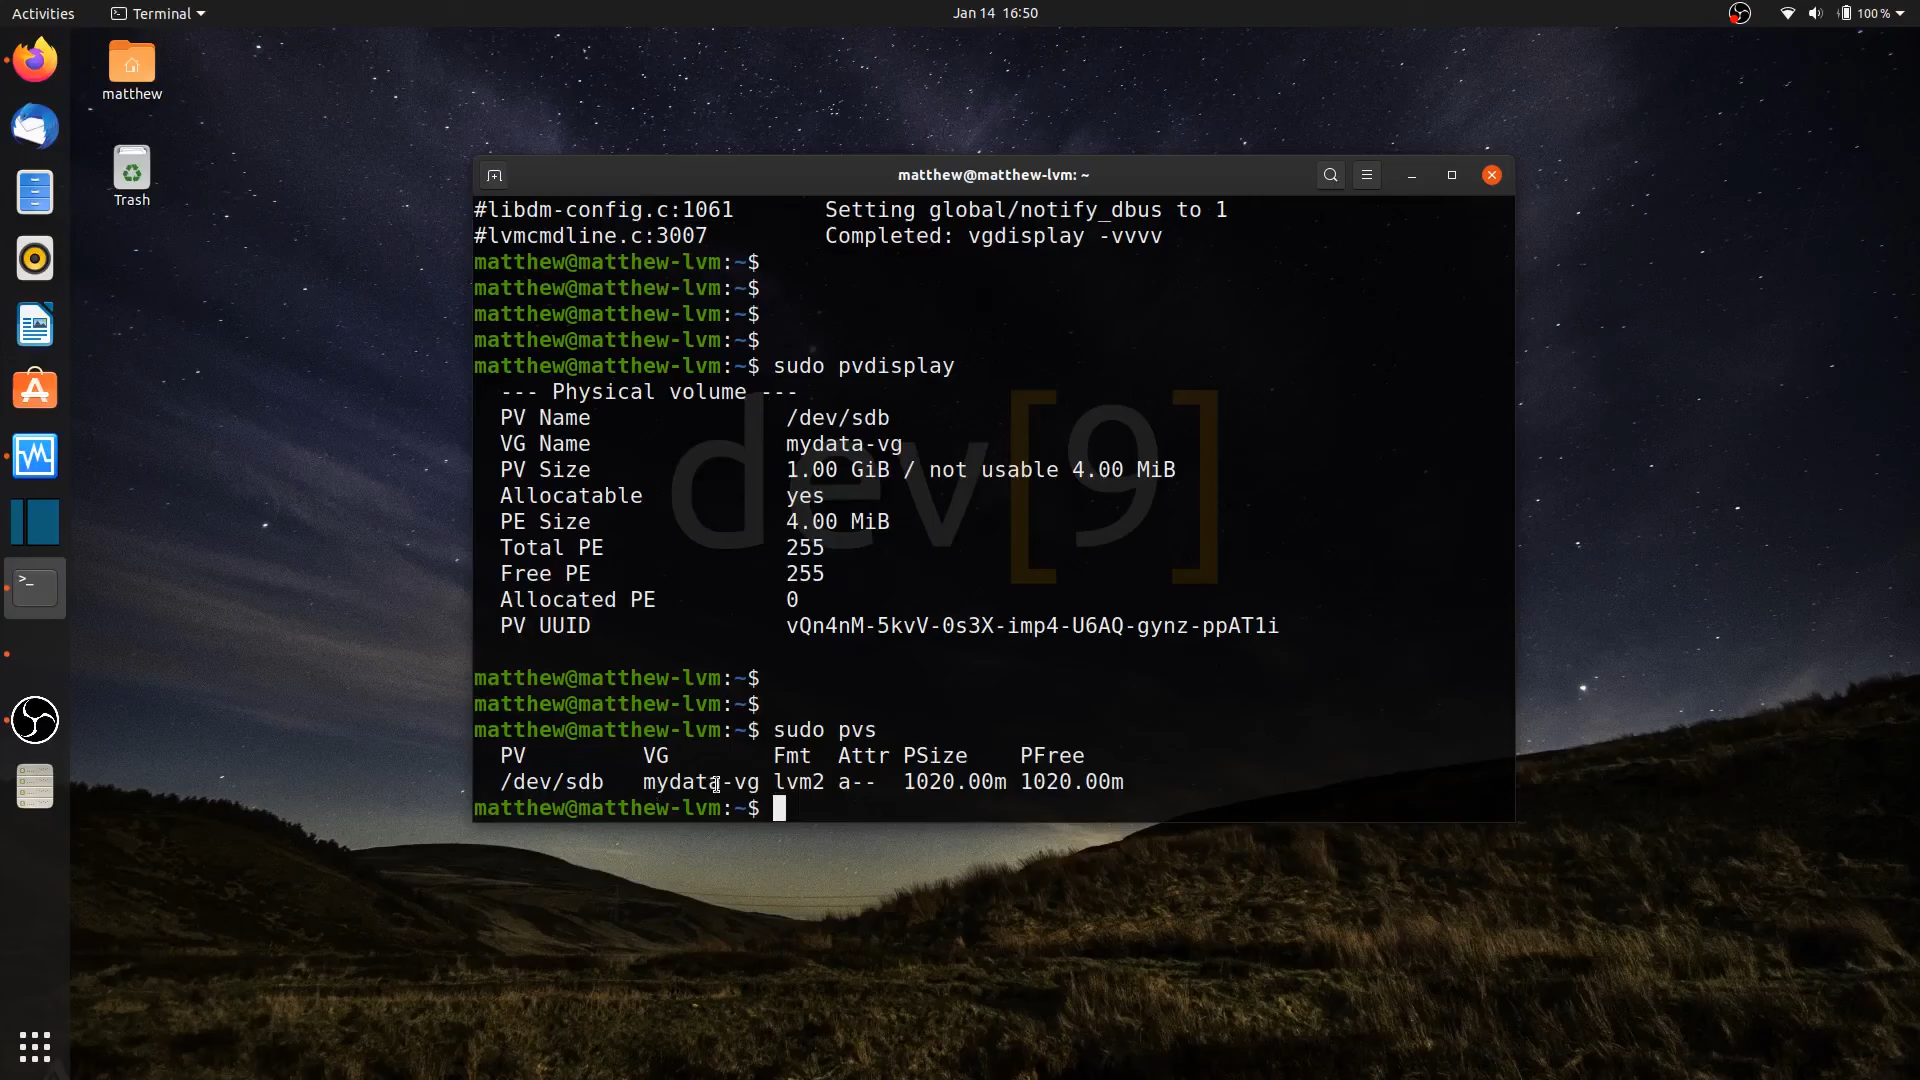 Activities Terminal Jan 14 16:50 100 %
matthew
Trash
matthew@matthew-lvm: ~
#libdm-config.c:1061 Setting global/notify_dbus to 1
#lvmcmdline.c:3007 Completed: vgdisplay -vvvv
matthew@matthew-lvm:~$
matthew@matthew-lvm:~$
matthew@matthew-lvm:~$
matthew@matthew-lvm:~$
matthew@matthew-lvm:~$ sudo pvdisplay
--- Physical volume ---
PV Name /dev/sdb
VG Name mydata-vg
PV Size 1.00 GiB / not usable 4.00 MiB
Allocatable yes
PE Size 4.00 MiB
Total PE 255
Free PE 255
Allocated PE 0
PV UUID vQn4nM-5kvV-0s3X-imp4-U6AQ-gynz-ppAT1i
dev[9]
matthew@matthew-lvm:~$
matthew@matthew-lvm:~$
matthew@matthew-lvm:~$ sudo pvs
PV VG Fmt Attr PSize PFree
/dev/sdb mydata-vg lvm2 a-- 1020.00m 1020.00m
matthew@matthew-lvm:~$